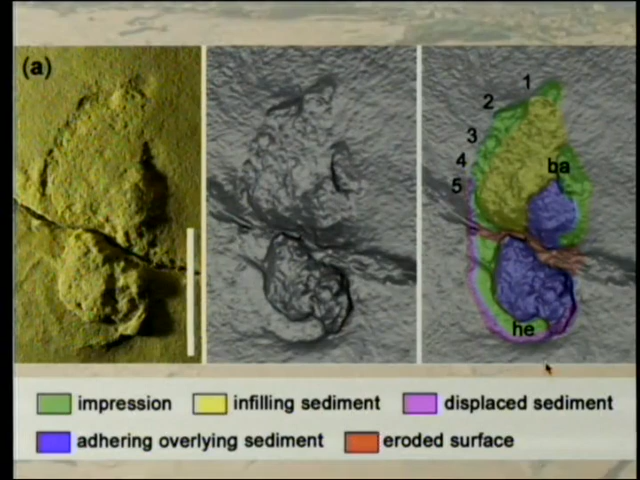 (a)
1
2
3
4
5
ba
he
impression infilling sediment displaced sediment
adhering overlying sediment eroded surface